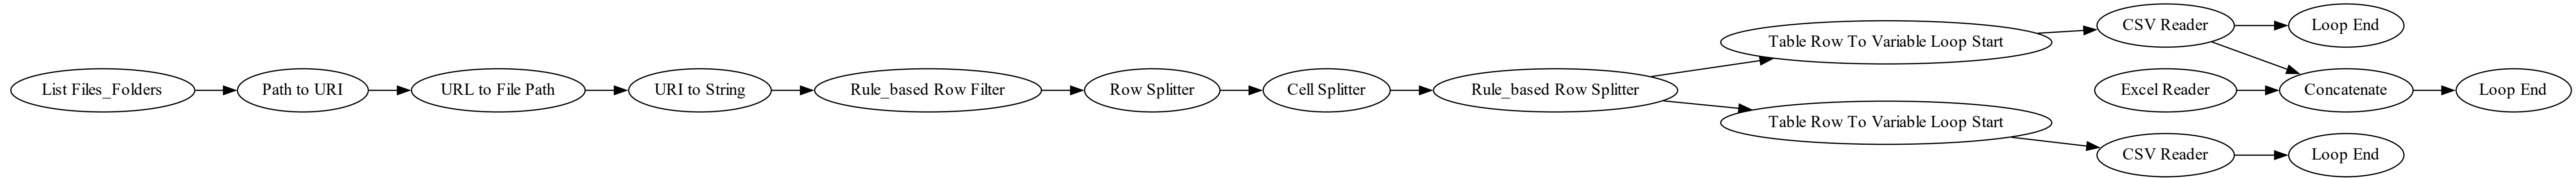 List Files_Folders
Path to URI
URL to File Path
URI to String
Rule_based Row Filter
Row Splitter
Cell Splitter
Rule_based Row Splitter
Table Row To Variable Loop Start
CSV Reader
Loop End
Excel Reader
Concatenate
Loop End
Table Row To Variable Loop Start
CSV Reader
Loop End